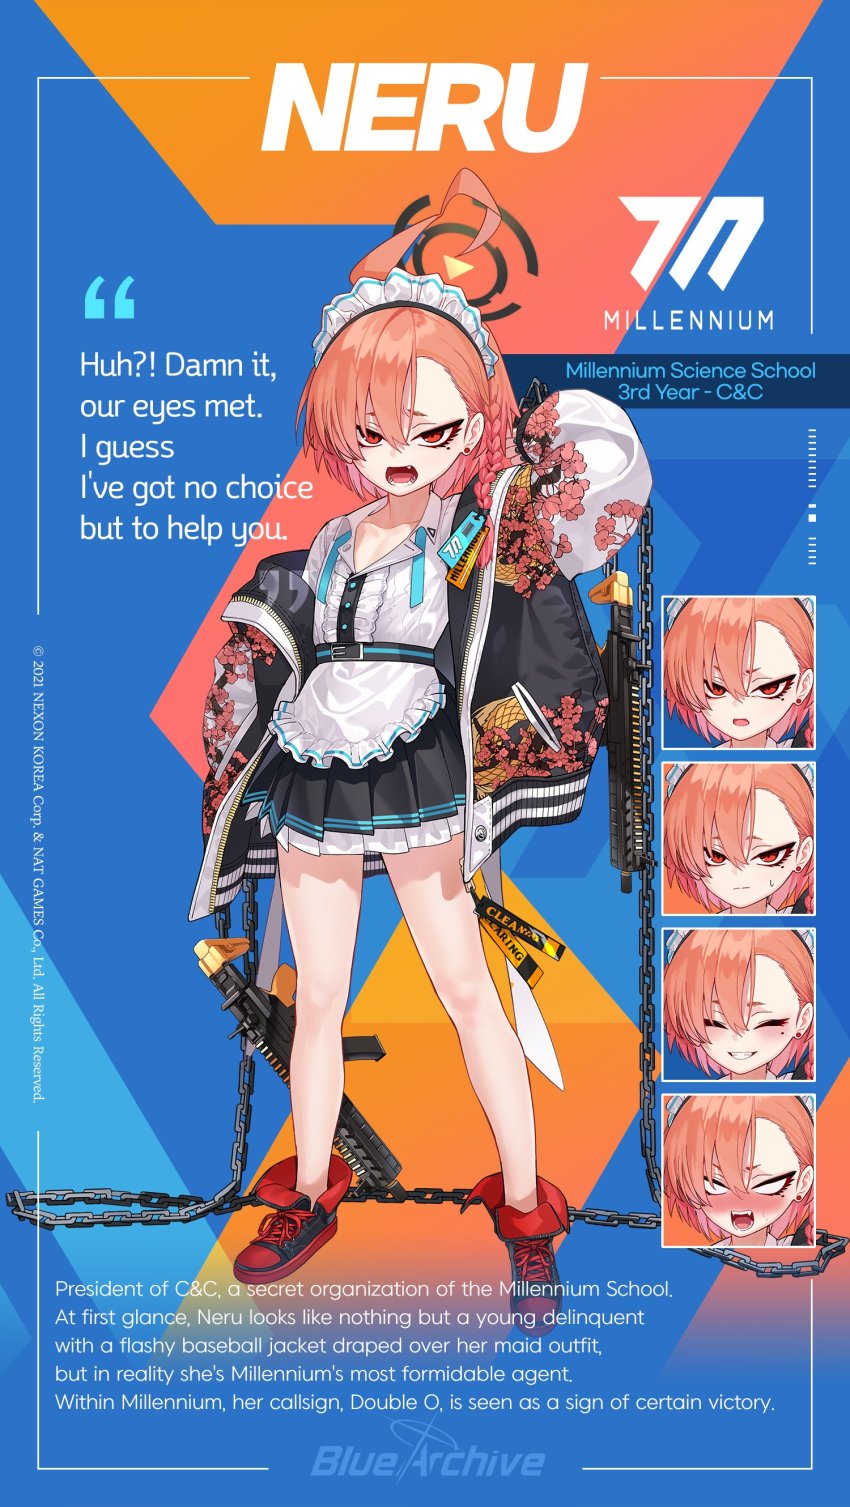 NERU
MILLENNIUM
Millennium Science School
3rd Year - C&C
Huh?! Damn it,
our eyes met.
I guess
I've got no choice
but to help you.
MILLENNIUM
CLEANING
© 2021 NEXON KOREA Corp. & NAT GAMES Co., Ltd. All Rights Reserved.
President of C&C, a secret organization of the Millennium School.
At first glance, Neru looks like nothing but a young delinquent
with a flashy baseball jacket draped over her maid outfit,
but in reality she's Millennium's most formidable agent.
Within Millennium, her callsign, Double O, is seen as a sign of certain victory.
Blue Archive